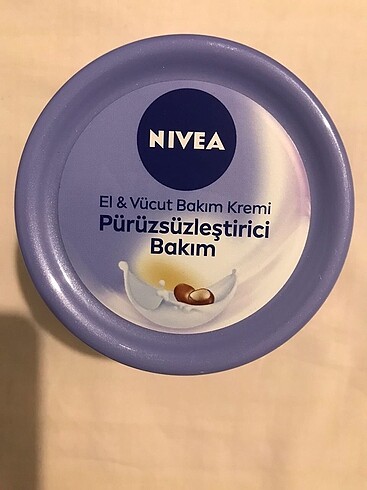 NIVEA
El & Vücut Bakım Kremi
Pürüzsüzleştirici
Bakım